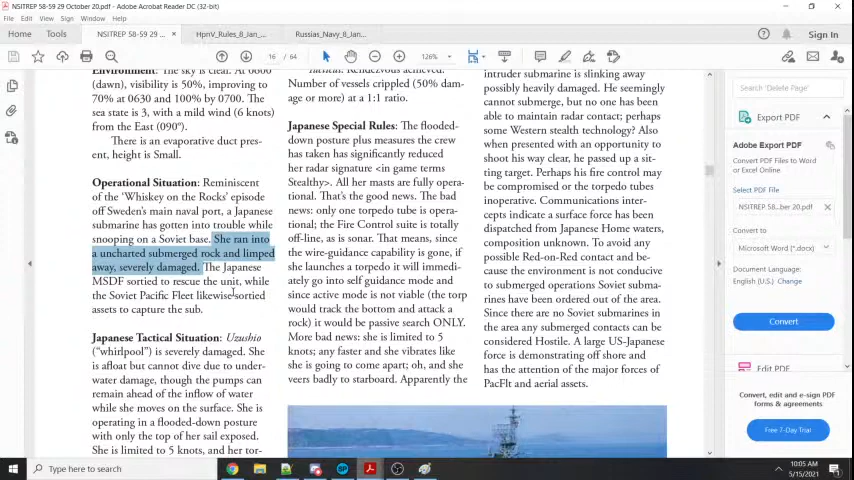 NSITREP 58-59 29 October 20.pdf - Adobe Acrobat Reader DC (32-bit)
File Edit View Sign Window Help
Home Tools NSITREP 58-59 29 O... × HpnV_Rules_8_Jan_... Russias_Navy_8_Jan... Sign In
16 / 64 126%
Environment: The sky is clear. At 0600
(dawn), visibility is 50%, improving to
70% at 0630 and 100% by 0700. The
sea state is 3, with a mild wind (6 knots)
from the East (090°).
There is an evaporative duct pres-
ent, height is Small.
Operational Situation: Reminiscent
of the 'Whiskey on the Rocks' episode
off Sweden's main naval port, a Japanese
submarine has gotten into trouble while
snooping on a Soviet base. She ran into
a uncharted submerged rock and limped
away, severely damaged. The Japanese
MSDF sortied to rescue the unit, while
the Soviet Pacific Fleet likewise sortied
assets to capture the sub.
Japanese Tactical Situation: Uzushio
("whirlpool") is severely damaged. She
is afloat but cannot dive due to under-
water damage, though the pumps can
remain ahead of the inflow of water
while she moves on the surface. She is
operating in a flooded-down posture
with only the top of her sail exposed.
She is limited to 5 knots, and her tor-
Rendezvous achieved.
Number of vessels crippled (50% dam-
age or more) at a 1:1 ratio.
Japanese Special Rules: The flooded-
down posture plus measures the crew
has taken has significantly reduced
her radar signature <in game terms
Stealthy>. All her masts are fully opera-
tional. That's the good news. The bad
news: only one torpedo tube is opera-
tional; the Fire Control suite is totally
off-line, as is sonar. That means, since
the wire-guidance capability is gone, if
she launches a torpedo it will immedi-
ately go into self guidance mode and
since active mode is not viable (the torp
would track the bottom and attack a
rock) it would be passive search ONLY.
More bad news: she is limited to 5
knots; any faster and she vibrates like
she is going to come apart; oh, and she
veers badly to starboard. Apparently the
intruder submarine is slinking away
possibly heavily damaged. He seemingly
cannot submerge, but no one has been
able to maintain radar contact; perhaps
some Western stealth technology? Also
when presented with an opportunity to
shoot his way clear, he passed up a sit-
ting target. Perhaps his fire control may
be compromised or the torpedo tubes
inoperative. Communications inter-
cepts indicate a surface force has been
dispatched from Japanese Home
waters, composition unknown. To avoid any
possible Red-on-Red contact and be-
cause the environment is not conducive
to submerged operations Soviet subma-
rines have been ordered out of the area.
Since there are no Soviet submarines in
the area any submerged contacts can be
considered Hostile. A large US-Japanese
force is demonstrating off shore and
has the attention of the major forces of
PacFlt and aerial assets.
Search 'Delete Page'
Export PDF
Adobe Export PDF
Convert PDF Files to Word
or Excel Online
Select PDF File
NSITREP 58...ber 20.pdf ×
Convert to
Microsoft Word (*.docx)
Document Language:
English (U.S.) Change
Convert
Edit PDF
Convert, edit and e-sign PDF
forms & agreements
Free 7-Day Trial
Type here to search
10:05 AM
5/15/2021